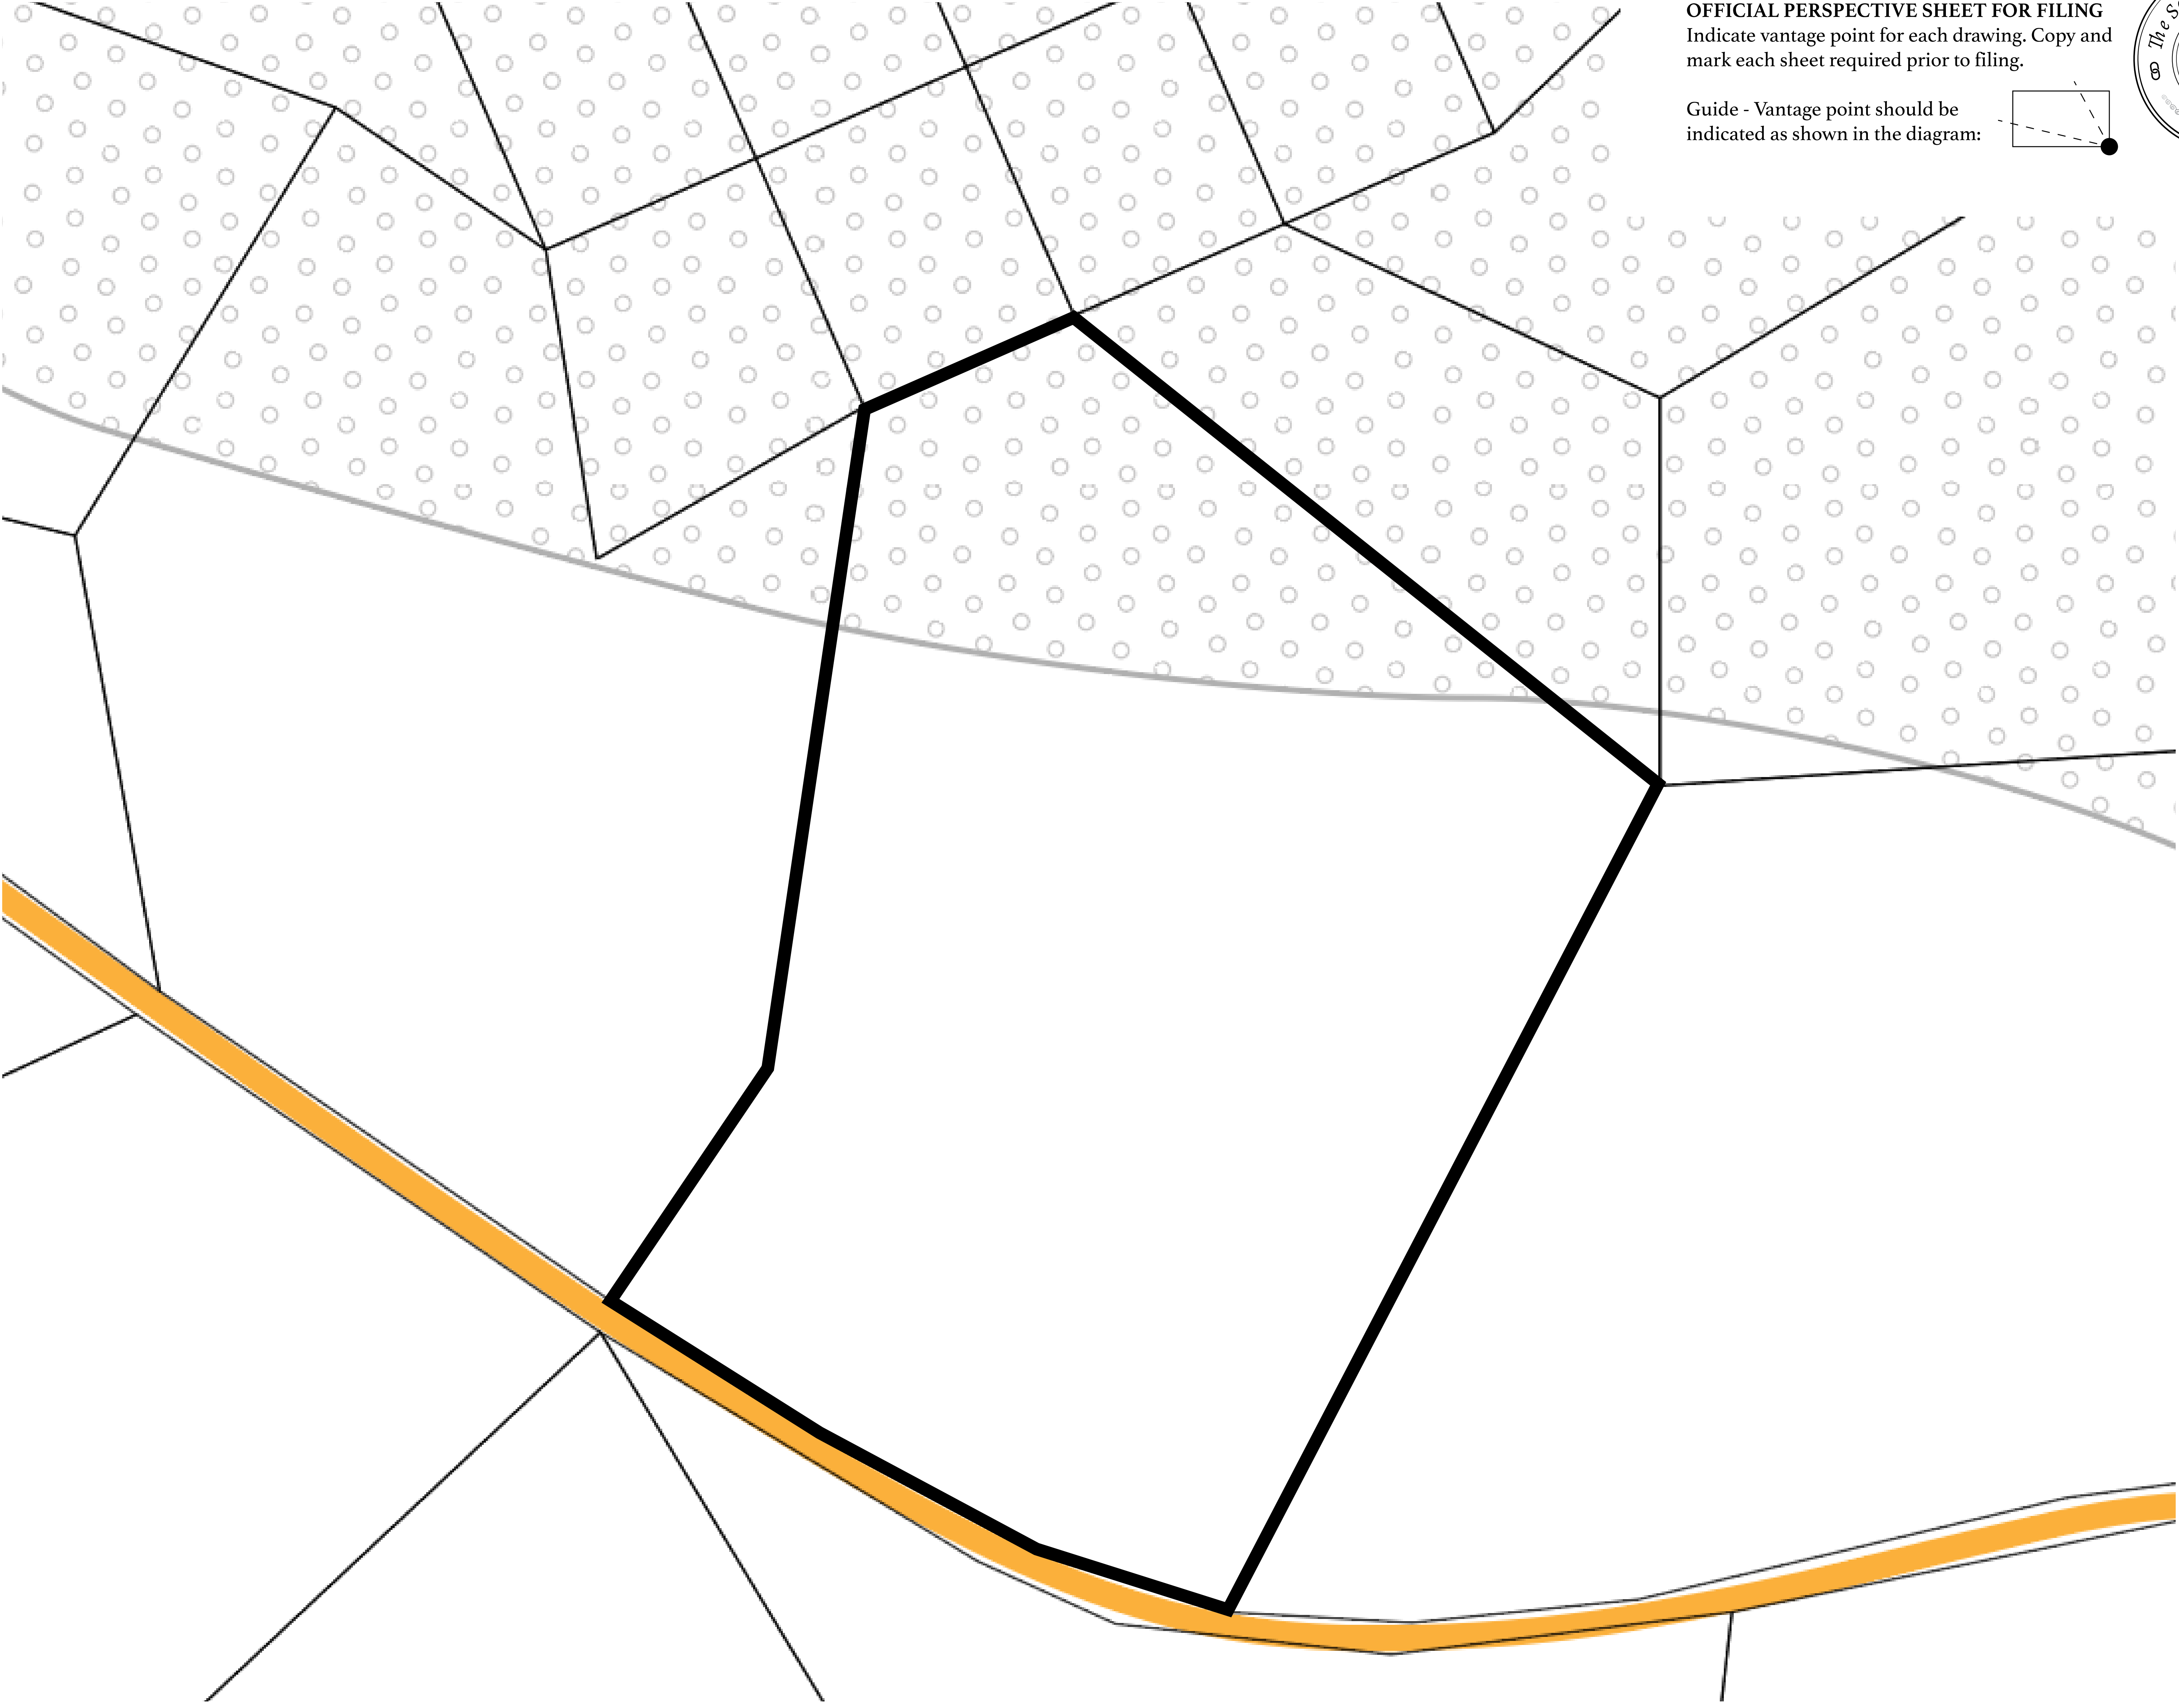 OFFICIAL PERSPECTIVE SHEET FOR FILING
Indicate vantage point for each drawing. Copy and
mark each sheet required prior to filing.
Guide - Vantage point should be
indicated as shown in the diagram:
The